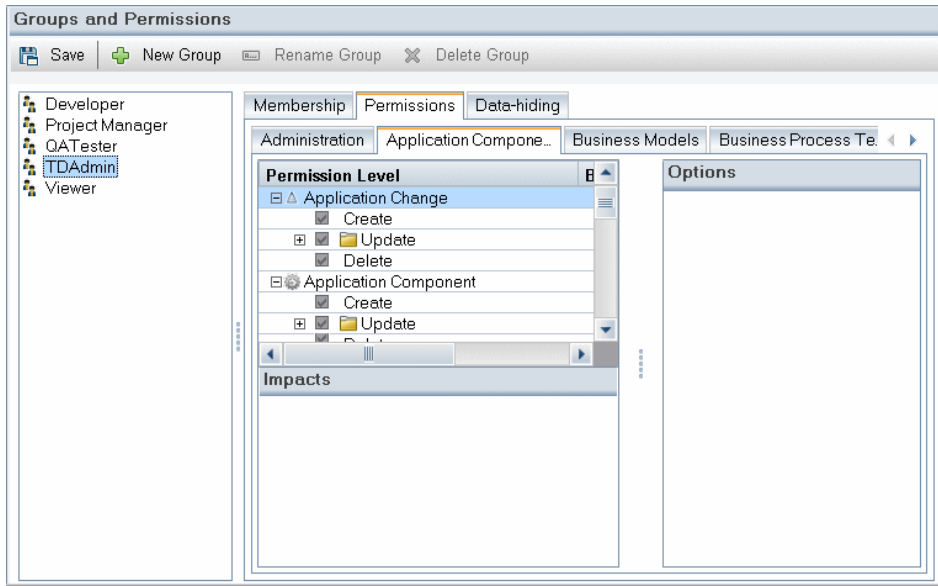 Groups and Permissions
Save New Group Rename Group Delete Group
Developer
Project Manager
QATester
TDAdmin
Viewer
Membership Permissions Data-hiding
Administration Application Compone... Business Models Business Process Te.
Permission Level
Options
Application Change
Create
Update
Delete
Application Component
Create
Update
Impacts